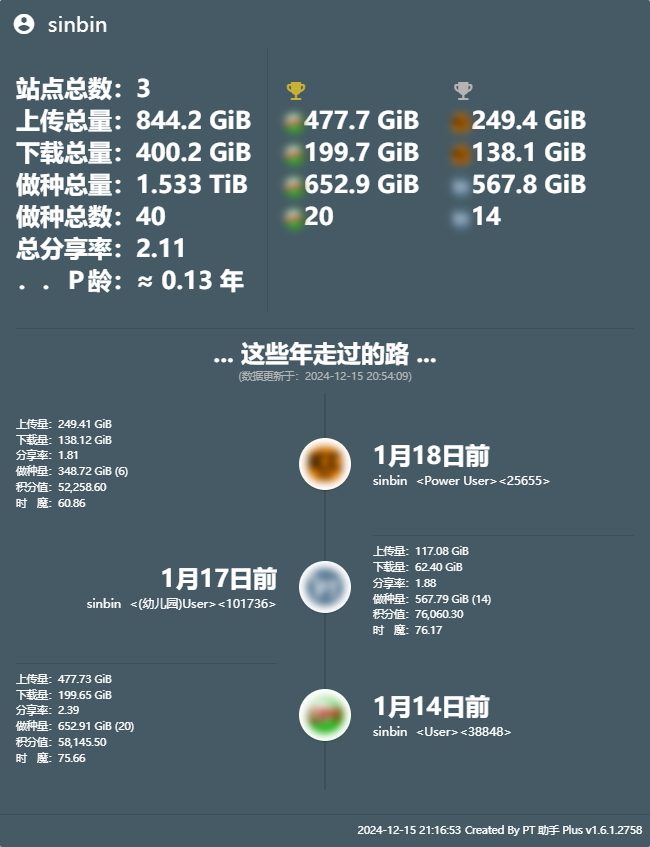 sinbin
站点总数：3
上传总量：844.2 GiB
下载总量：400.2 GiB
做种总量：1.533 TiB
做种总数：40
总分享率：2.11
．．Ｐ龄：≈ 0.13 年
477.7 GiB
199.7 GiB
652.9 GiB
20
249.4 GiB
138.1 GiB
567.8 GiB
14
... 这些年走过的路 ...
(数据更新于：2024-12-15 20:54:09)
上传量：249.41 GiB
下载量：138.12 GiB
分享率：1.81
做种量：348.72 GiB (6)
积分值：52,258.60
时　魔：60.86
1月18日前
sinbin <Power User><25655>
1月17日前
sinbin <(幼儿园)User><101736>
上传量：117.08 GiB
下载量：62.40 GiB
分享率：1.88
做种量：567.79 GiB (14)
积分值：76,060.30
时　魔：76.17
上传量：477.73 GiB
下载量：199.65 GiB
分享率：2.39
做种量：652.91 GiB (20)
积分值：58,145.50
时　魔：75.66
1月14日前
sinbin <User><38848>
2024-12-15 21:16:53 Created By PT 助手 Plus v1.6.1.2758